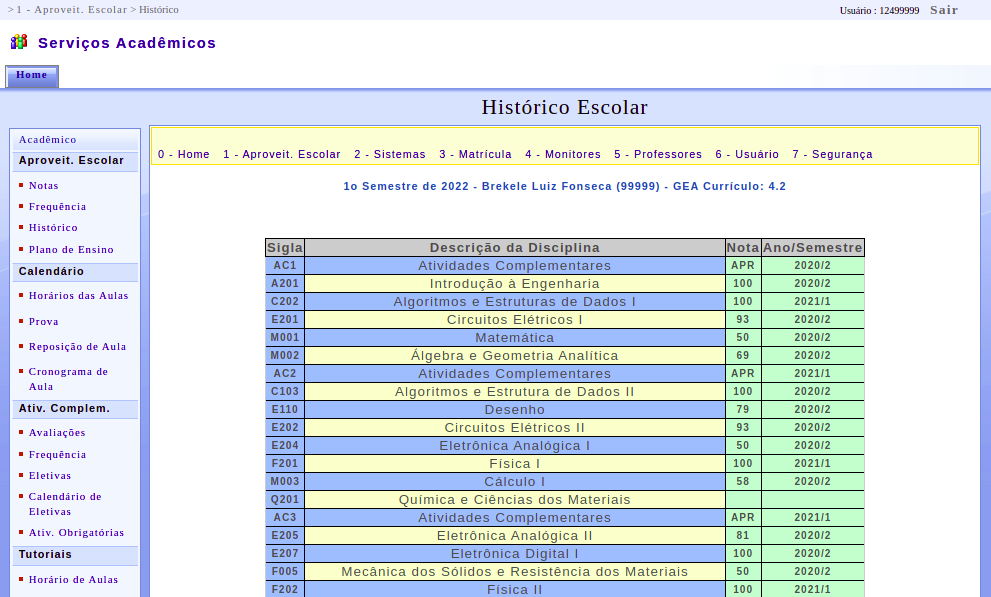 > 1 - Aproveit. Escolar > Histórico
Usuário : 12499999 Sair
Serviços Acadêmicos
Home
Histórico Escolar
Acadêmico
Aproveit. Escolar
Notas
Frequência
Histórico
Plano de Ensino
Calendário
Horários das Aulas
Prova
Reposição de Aula
Cronograma de
Aula
Ativ. Complem.
Avaliações
Frequência
Eletivas
Calendário de
Eletivas
Ativ. Obrigatórias
Tutoriais
Horário de Aulas
0 - Home 1 - Aproveit. Escolar 2 - Sistemas 3 - Matrícula 4 - Monitores 5 - Professores 6 - Usuário 7 - Segurança
1o Semestre de 2022 - Brekele Luiz Fonseca (99999) - GEA Currículo: 4.2
Sigla Descrição da Disciplina Nota Ano/Semestre
AC1 Atividades Complementares APR 2020/2
A201 Introdução à Engenharia 100 2020/2
C202 Algoritmos e Estruturas de Dados I 100 2021/1
E201 Circuitos Elétricos I 93 2020/2
M001 Matemática 50 2020/2
M002 Álgebra e Geometria Analítica 69 2020/2
AC2 Atividades Complementares APR 2021/1
C103 Algoritmos e Estrutura de Dados II 100 2020/2
E110 Desenho 79 2020/2
E202 Circuitos Elétricos II 93 2020/2
E204 Eletrônica Analógica I 50 2020/2
F201 Física I 100 2021/1
M003 Cálculo I 58 2020/2
Q201 Química e Ciências dos Materiais
AC3 Atividades Complementares APR 2021/1
E205 Eletrônica Analógica II 81 2020/2
E207 Eletrônica Digital I 100 2020/2
F005 Mecânica dos Sólidos e Resistência dos Materiais 50 2020/2
F202 Física II 100 2021/1